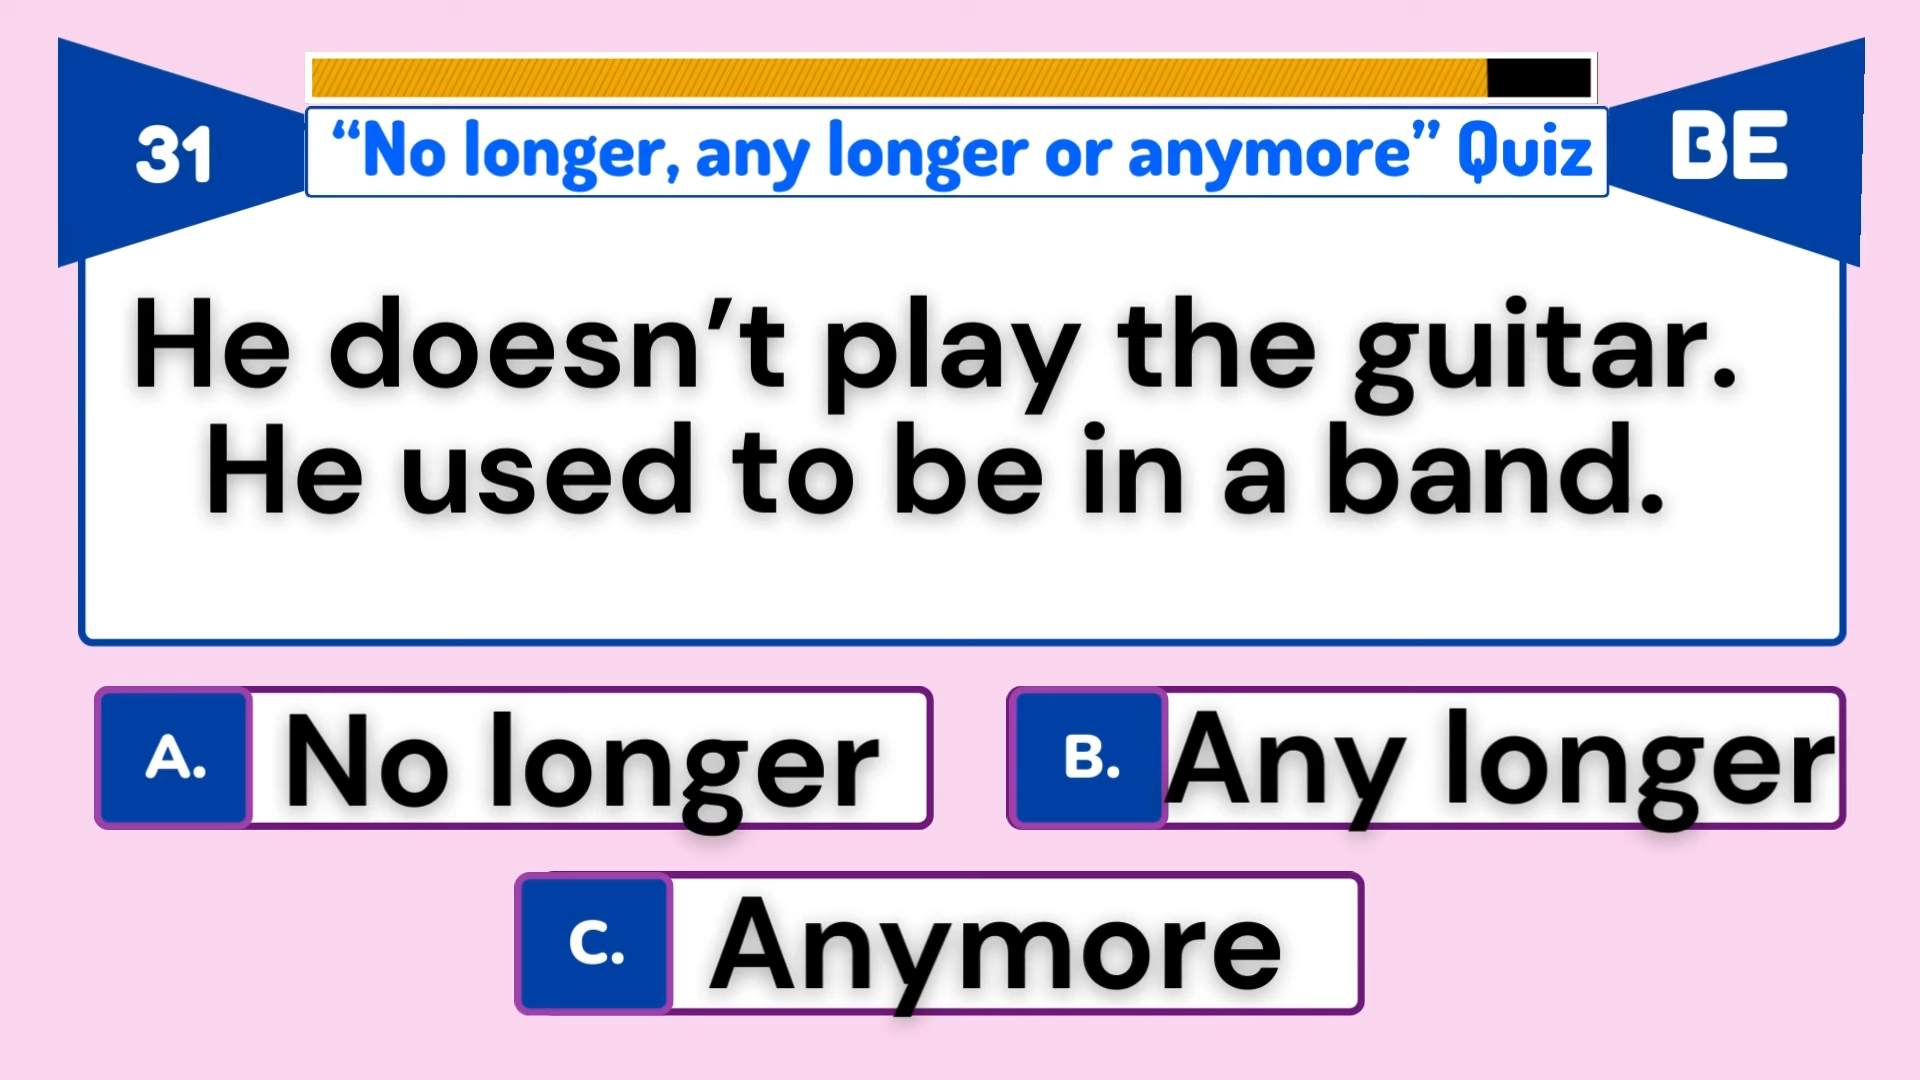 31
“No longer, any longer or anymore” Quiz
BE
He doesn’t play the guitar.
He used to be in a band.
A. No longer
B. Any longer
C. Anymore